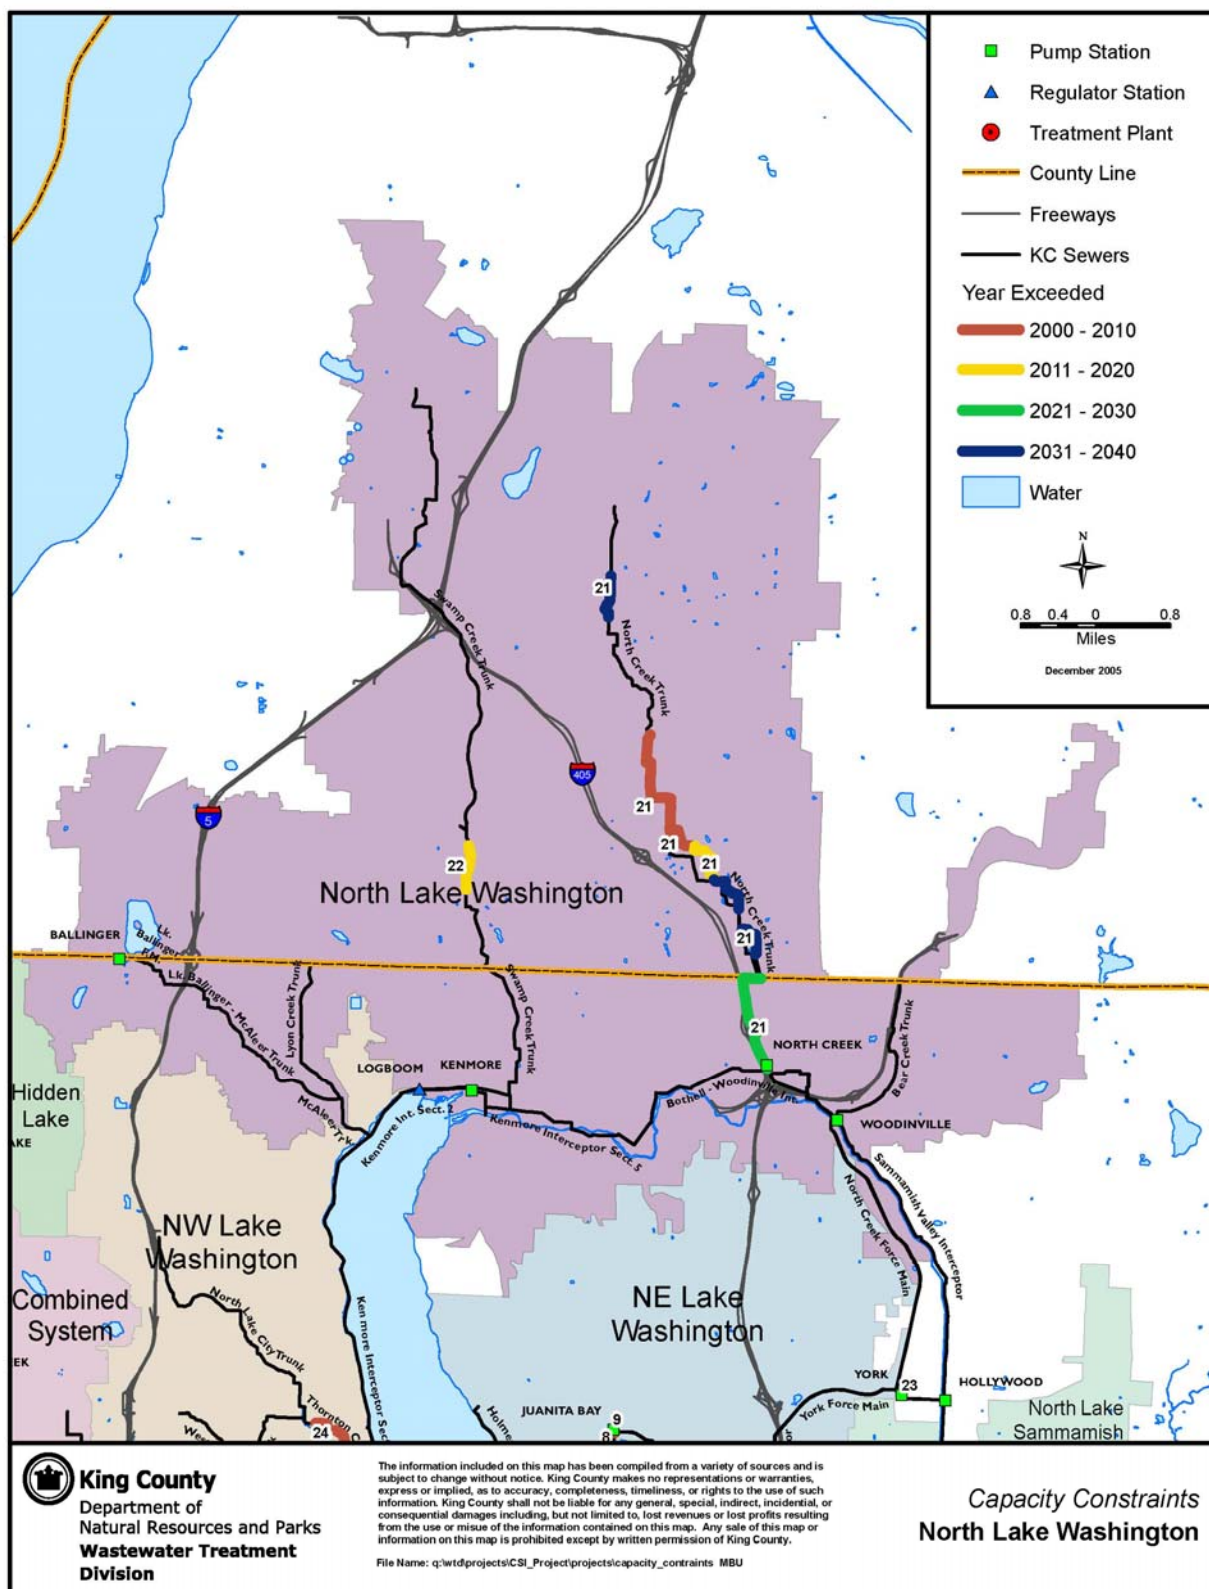 Pump Station
Regulator Station
Treatment Plant
County Line
Freeways
KC Sewers
Year Exceeded
2000 - 2010
2011 - 2020
2021 - 2030
2031 - 2040
Water
N
0.8 0.4 0 0.8
Miles
December 2005
21
Swamp Creek Trunk
North Creek Trunk
405
5
21
21
21
22
North Lake Washington
North Creek Trunk
21
BALLINGER
Lk.
Ballinger
F.M.
Lk. Ballinger - McAleer Trunk
Lyon Creek Trunk
Swamp Creek Trunk
21
NORTH CREEK
Bear Creek Trunk
LOGBOOM
KENMORE
Hidden
Lake
AKE
McAleer
Kenmore Int. Sect. 2
Kenmore Interceptor Sect. 5
Bothell - Woodinville Int.
WOODINVILLE
Sammamish Valley Interceptor
North Creek Force Main
NW Lake
Washington
Combined
System
EK
North Lake City Trunk
Kenmore Interceptor Sec
NE Lake
Washington
YORK
23
HOLLYWOOD
York Force Main
North Lake
Sammamish
JUANITA BAY
9
8
Thornton C
24
Wes
Holme
or
King County
Department of
Natural Resources and Parks
Wastewater Treatment
Division
The information included on this map has been compiled from a variety of sources and is
subject to change without notice. King County makes no representations or warranties,
express or implied, as to accuracy, completeness, timeliness, or rights to the use of such
information. King County shall not be liable for any general, special, indirect, incidental, or
consequential damages including, but not limited to, lost revenues or lost profits resulting
from the use or misue of the information contained on this map. Any sale of this map or
information on this map is prohibited except by written permission of King County.
File Name: q:\wtd\projects\CSI_Project\projects\capacity_contraints MBU
Capacity Constraints
North Lake Washington